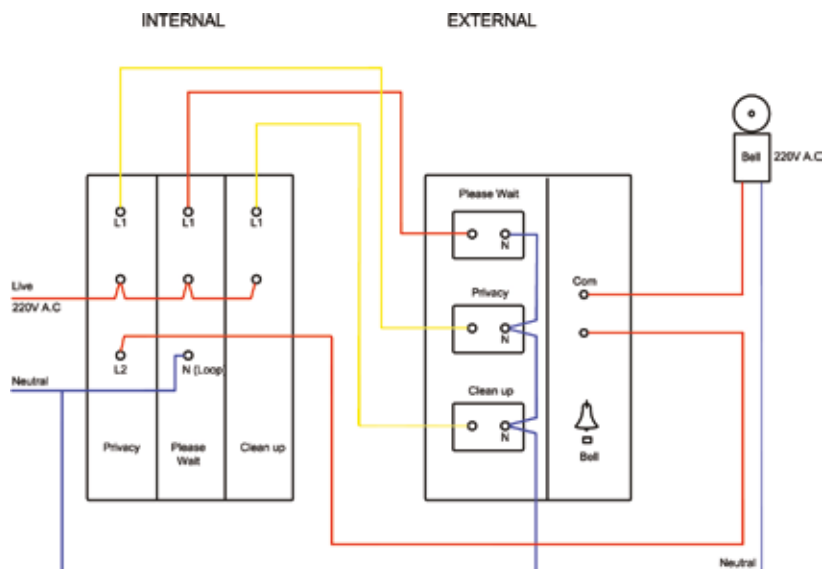 INTERNAL
EXTERNAL
Bell
220V A.C
Please Wait
L1
L1
L1
N
Live
220V A.C
Com
Privacy
N
L2
N (Loop)
Neutral
Clean up
N
Privacy
Please
Wait
Clean up
Bell
Neutral